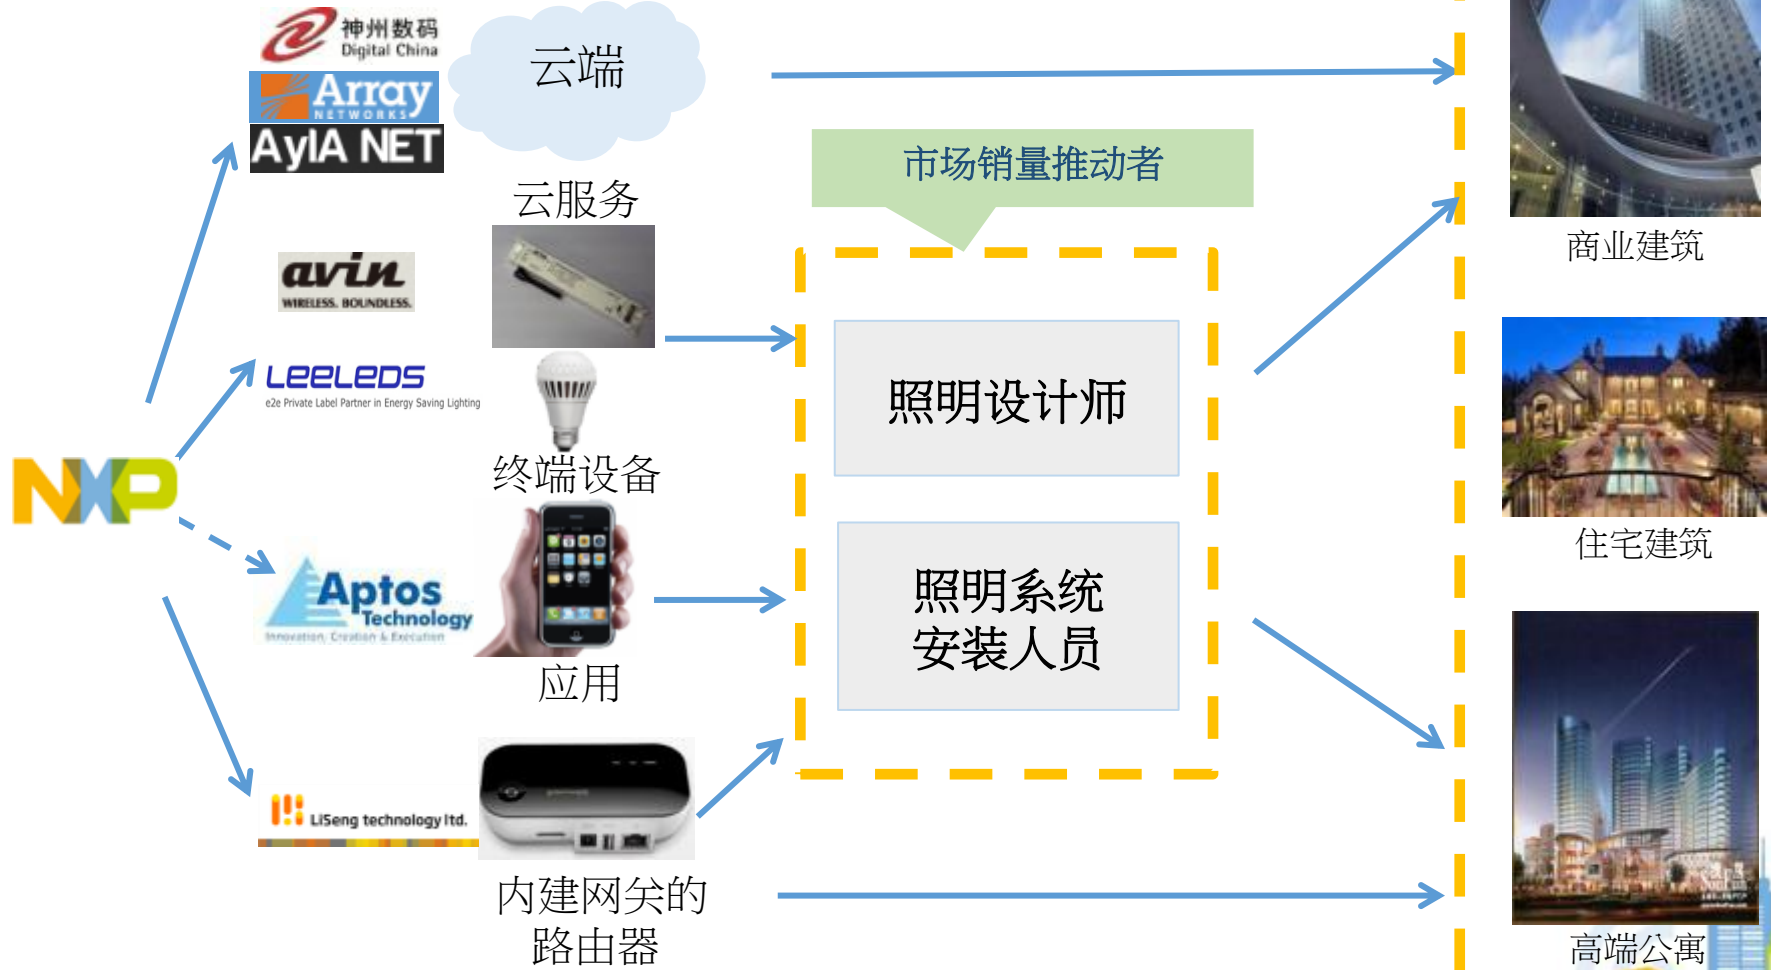 神州数码
Digital China
Array
NETWORKS
AylA NET
云端
云服务
市场销量推动者
avin
WIRELESS. BOUNDLESS.
LEELEDS
e2e Private Label Partner in Energy Saving Lighting
终端设备
NXP
Aptos
Technology
Innovation, Creation & Execution
应用
LiSeng technology ltd.
内建网关的
路由器
照明设计师
照明系统
安装人员
商业建筑
住宅建筑
高端公寓